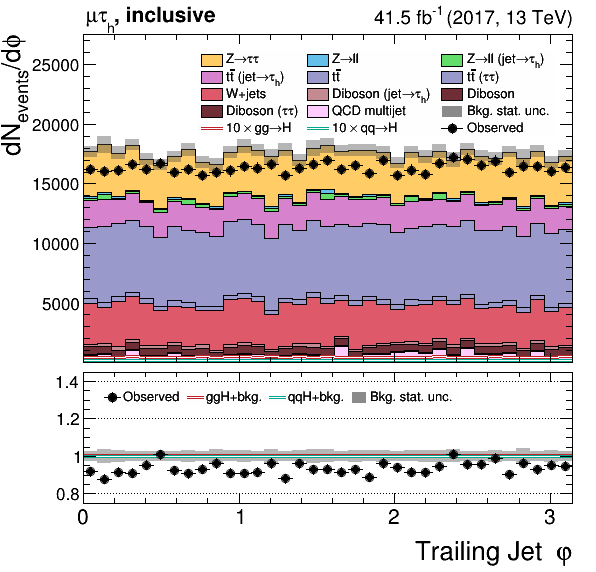 μτh, inclusive 41.5 fb-1 (2017, 13 TeV)
dNevents/dφ
25000
20000
15000
10000
5000
Z→ττ Z→ll Z→ll (jet→τh)
tt̄ (jet→τh) tt̄ tt̄ (ττ)
W+jets Diboson (jet→τh) Diboson
Diboson (ττ) QCD multijet Bkg. stat. unc.
10 × gg→H 10 × qq→H Observed
1.4
1.2
1
0.8
Observed ggH+bkg. qqH+bkg. Bkg. stat. unc.
0 1 2 3
Trailing Jet φ